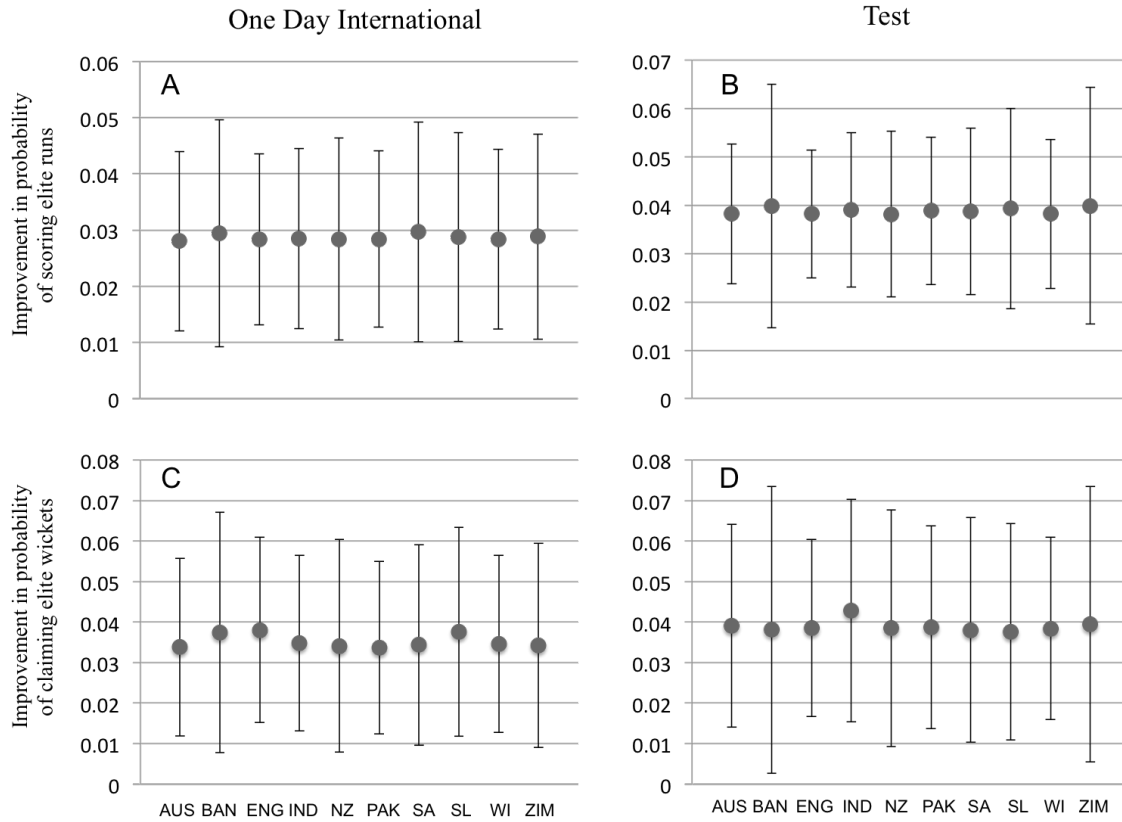 One Day International
Test
Improvement in probability
of scoring elite runs
A
0.06
0.05
0.04
0.03
0.02
0.01
0
B
0.07
0.06
0.05
0.04
0.03
0.02
0.01
0
Improvement in probability
of claiming elite wickets
C
0.08
0.07
0.06
0.05
0.04
0.03
0.02
0.01
0
AUS BAN ENG IND NZ PAK SA SL WI ZIM
D
0.08
0.07
0.06
0.05
0.04
0.03
0.02
0.01
0
AUS BAN ENG IND NZ PAK SA SL WI ZIM